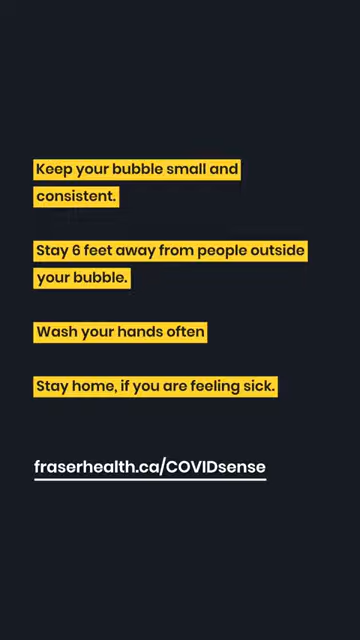 Keep your bubble small and
consistent.
Stay 6 feet away from people outside
your bubble.
Wash your hands often
Stay home, if you are feeling sick.
fraserhealth.ca/COVIDsense